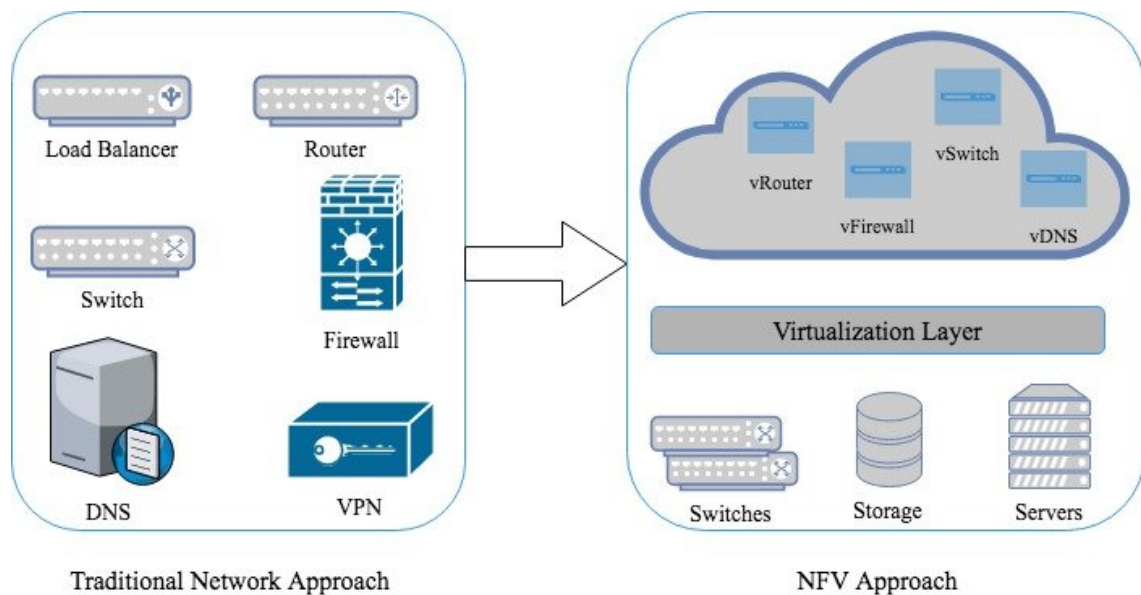 Load Balancer
Router
Switch
Firewall
DNS
VPN
Traditional Network Approach
vRouter
vSwitch
vFirewall
vDNS
Virtualization Layer
Switches
Storage
Servers
NFV Approach